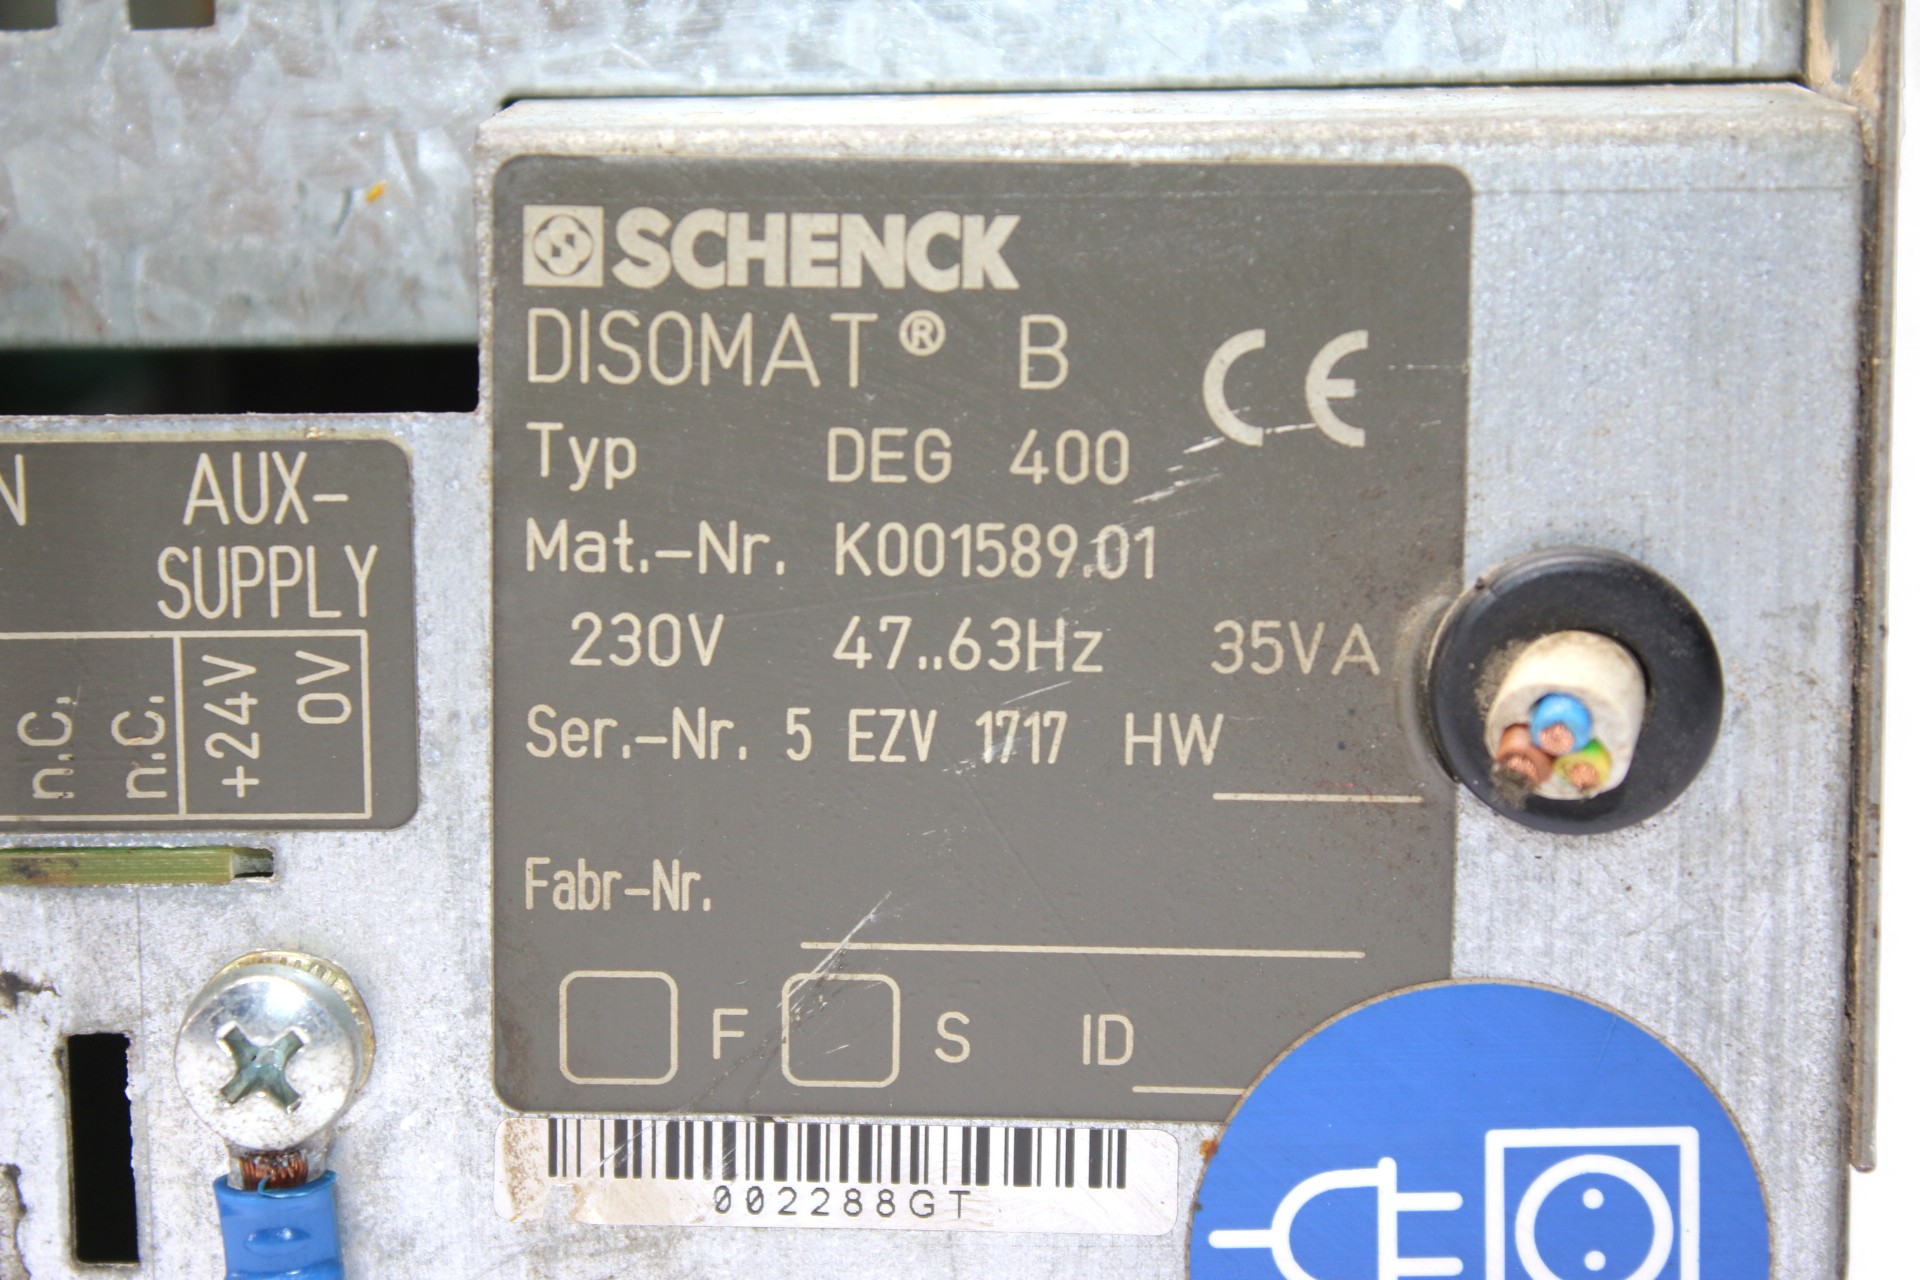 SCHENCK
DISOMAT® B
CE
Typ DEG 400
Mat.-Nr. K001589.01
230V 47..63Hz 35VA
Ser.-Nr. 5 EZV 1717 HW
Fabr-Nr.
F S ID
002288GT
N AUX-
SUPPLY
n.c. n.c. +24V 0V